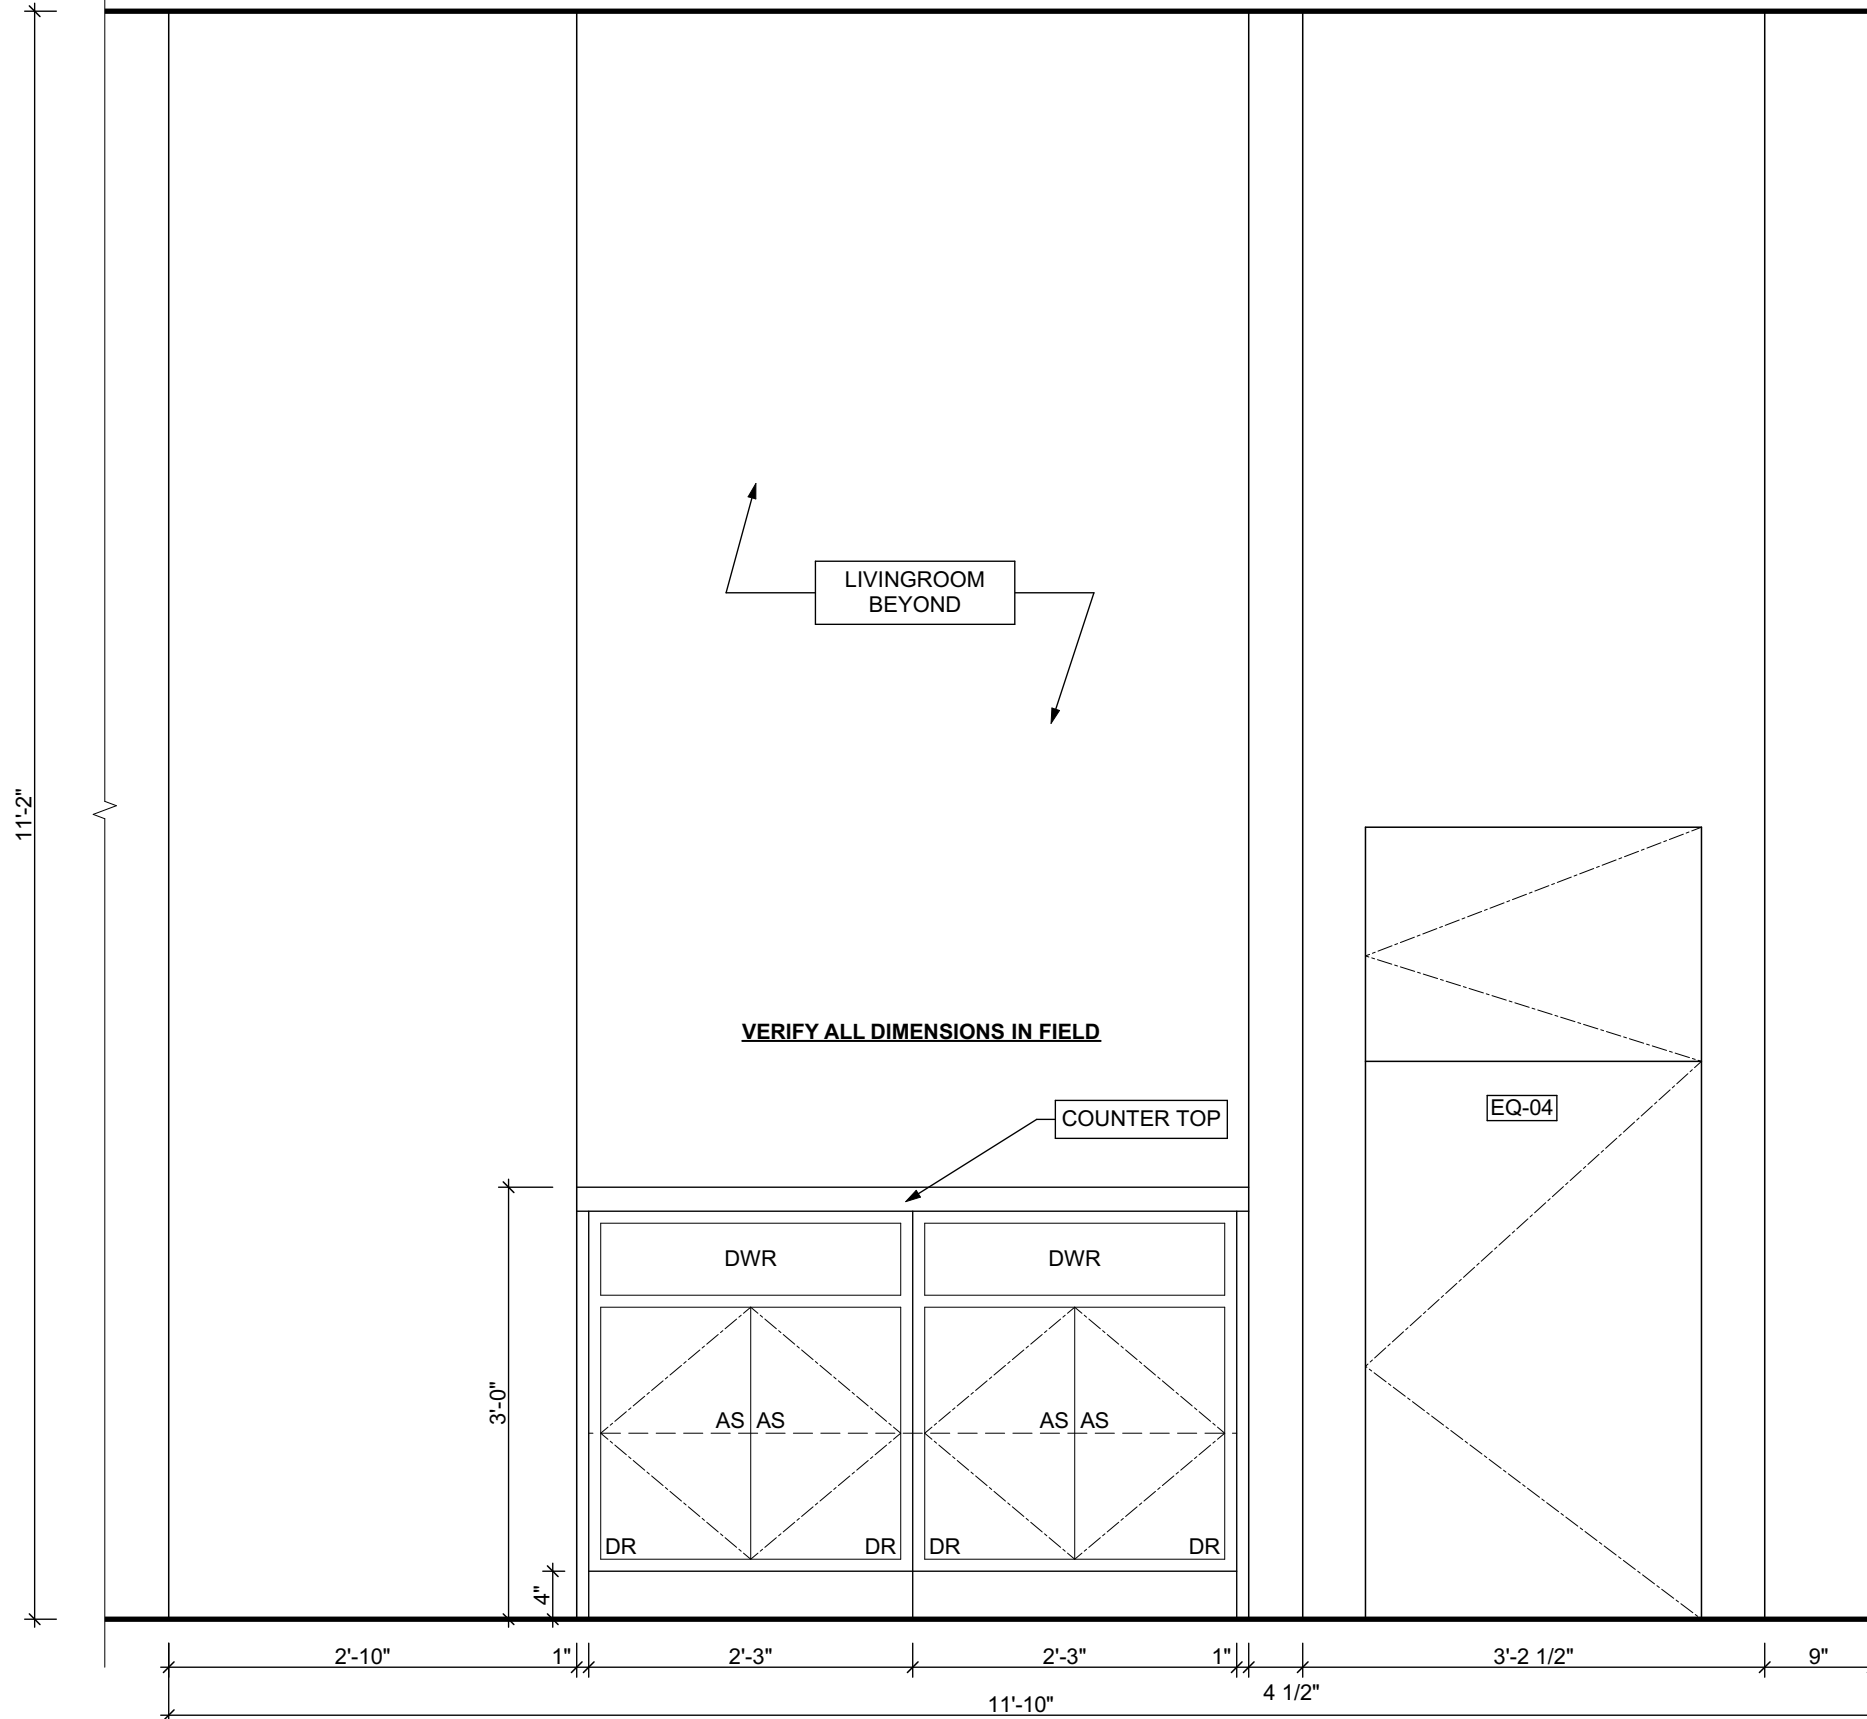 LIVINGROOM
BEYOND
11'-2"
VERIFY ALL DIMENSIONS IN FIELD
EQ-04
COUNTER TOP
DWR
DWR
3'-0"
AS
AS
AS
AS
DR
DR
DR
DR
4"
2'-10"
1"
2'-3"
2'-3"
1"
3'-2 1/2"
9"
4 1/2"
11'-10"